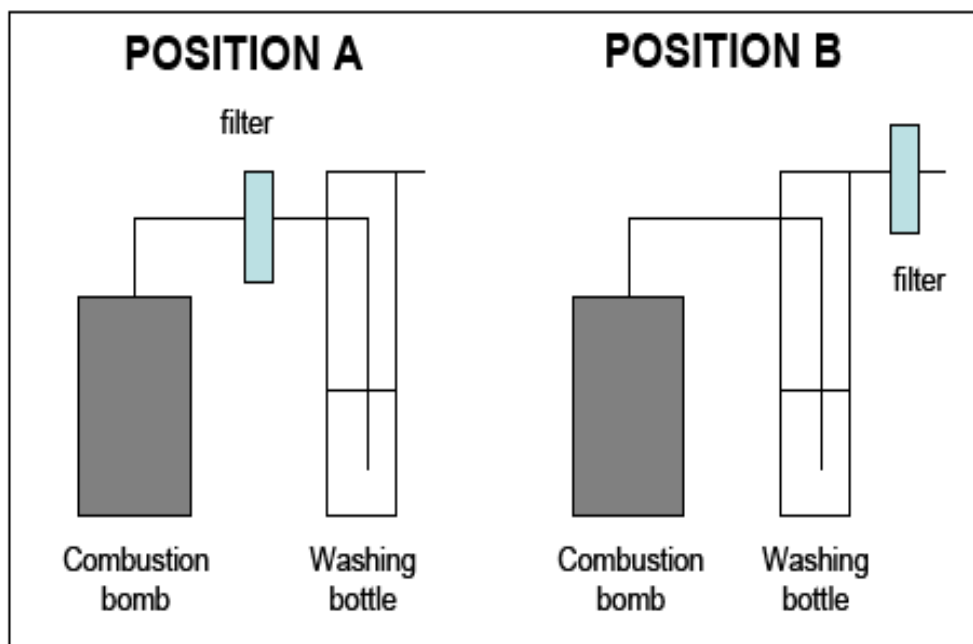 POSITION A
filter
Combustion
bomb
Washing
bottle
POSITION B
filter
Combustion
bomb
Washing
bottle